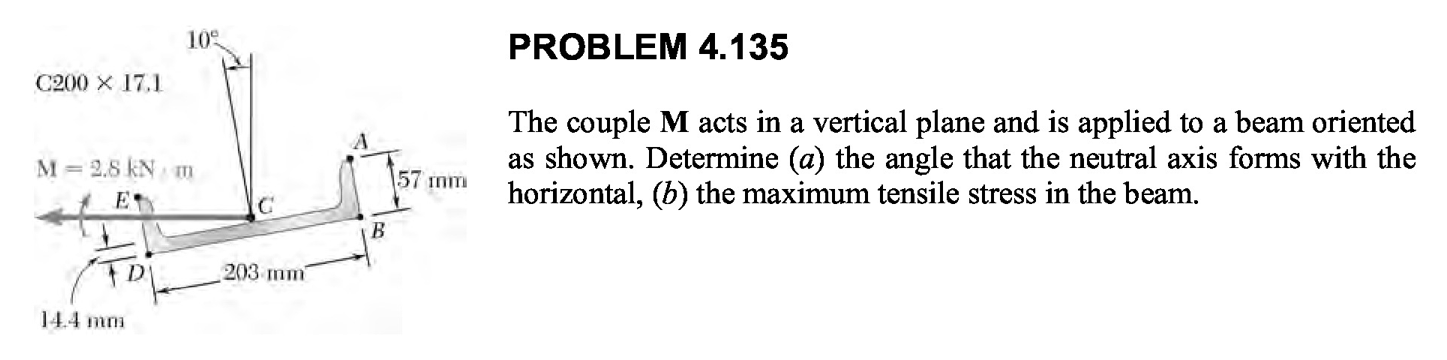 10°
C200 × 17.1
M = 2.8 kN · m
E
A
57 mm
C
B
D
203 mm
14.4 mm
PROBLEM 4.135
The couple M acts in a vertical plane and is applied to a beam oriented
as shown. Determine (a) the angle that the neutral axis forms with the
horizontal, (b) the maximum tensile stress in the beam.